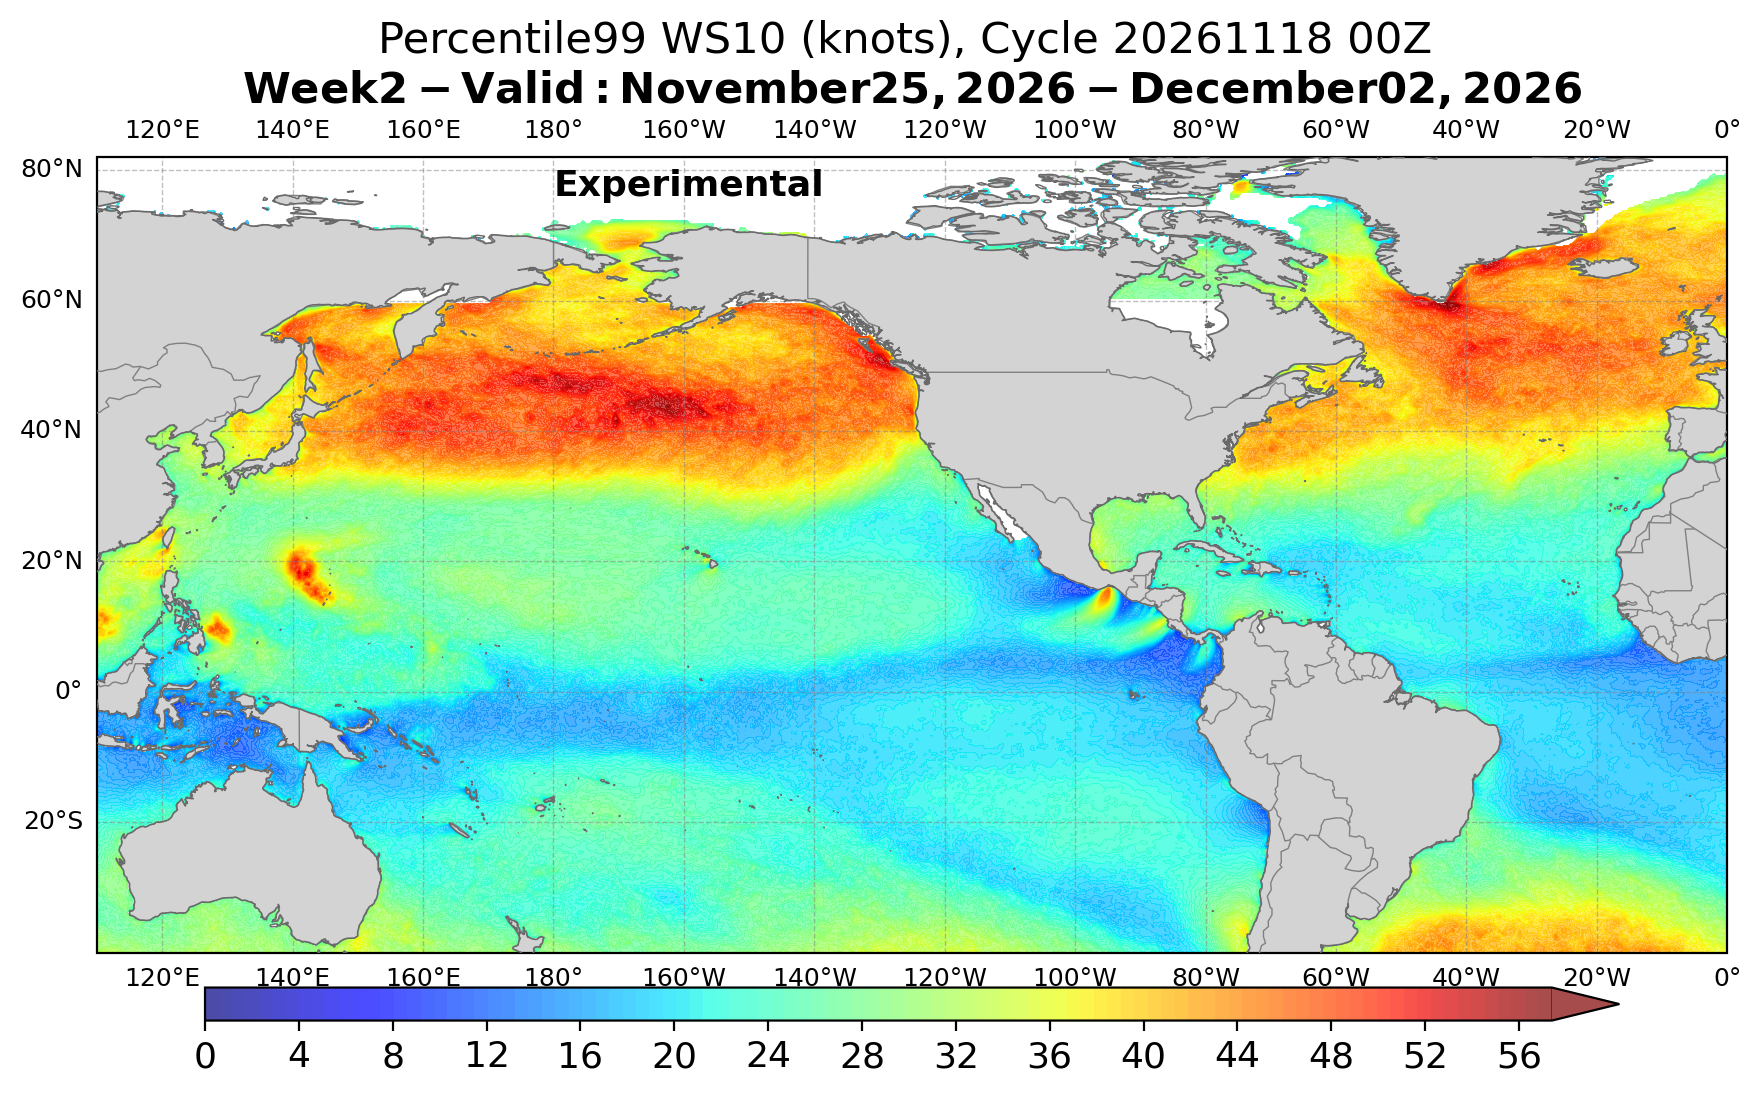 Percentile99 WS10 (knots), Cycle 20261118 00Z
Week2 − Valid : November25, 2026 − December02, 2026
120°E 140°E 160°E 180° 160°W 140°W 120°W 100°W 80°W 60°W 40°W 20°W 0°
80°N
Experimental
60°N
40°N
20°N
0°
20°S
120°E 140°E 160°E 180° 160°W 140°W 120°W 100°W 80°W 60°W 40°W 20°W 0°
0 4 8 12 16 20 24 28 32 36 40 44 48 52 56